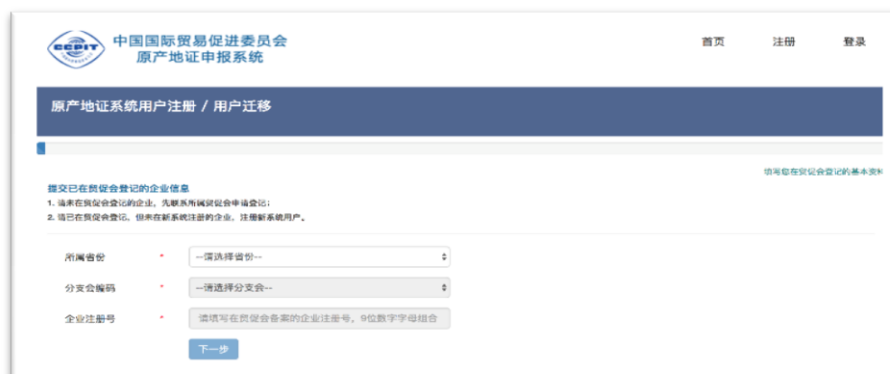 CCPIT
中国国际贸易促进委员会
原产地证申报系统
首页 注册 登录
原产地证系统用户注册 / 用户迁移
填写您在贸促会登记的基本资料
提交已在贸促会登记的企业信息
1. 请未在贸促会登记的企业，先联系所属贸促会申请登记；
2. 请已在贸促会登记，但未在新系统注册的企业，注册新系统用户。
所属省份 * --请选择省份--
分支会编码 * --请选择分支会--
企业注册号 * 请填写在贸促会备案的企业注册号，9位数字字母组合
下一步